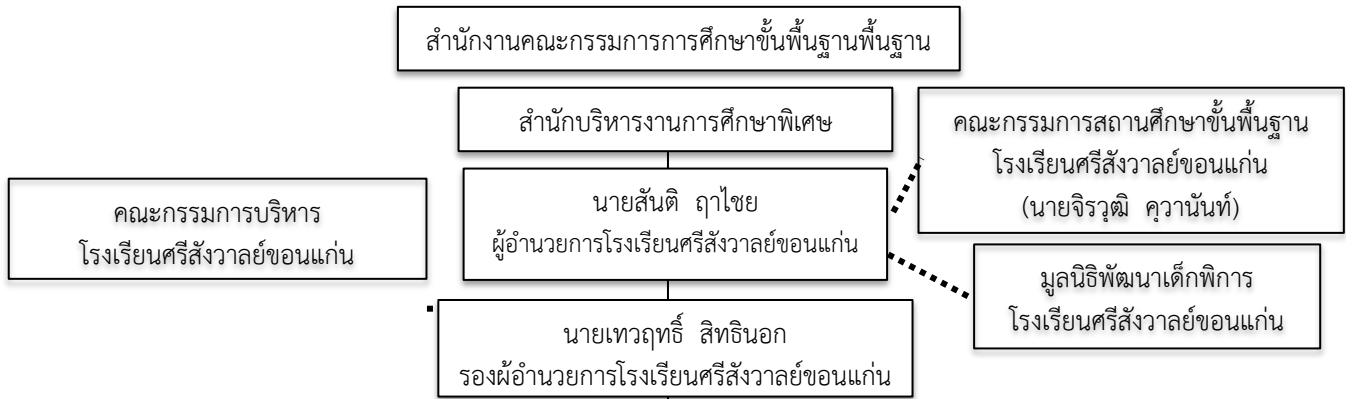 สำนักงานคณะกรรมการการศึกษาขั้นพื้นฐานพื้นฐาน
สำนักบริหารงานการศึกษาพิเศษ
คณะกรรมการสถานศึกษาขั้นพื้นฐาน
โรงเรียนศรีสังวาลย์ขอนแก่น
(นายจิรวุฒิ คุวานันท์)
คณะกรรมการบริหาร
โรงเรียนศรีสังวาลย์ขอนแก่น
นายสันติ ฤาไชย
ผู้อำนวยการโรงเรียนศรีสังวาลย์ขอนแก่น
มูลนิธิพัฒนาเด็กพิการ
โรงเรียนศรีสังวาลย์ขอนแก่น
นายเทวฤทธิ์ สิทธินอก
รองผู้อำนวยการโรงเรียนศรีสังวาลย์ขอนแก่น